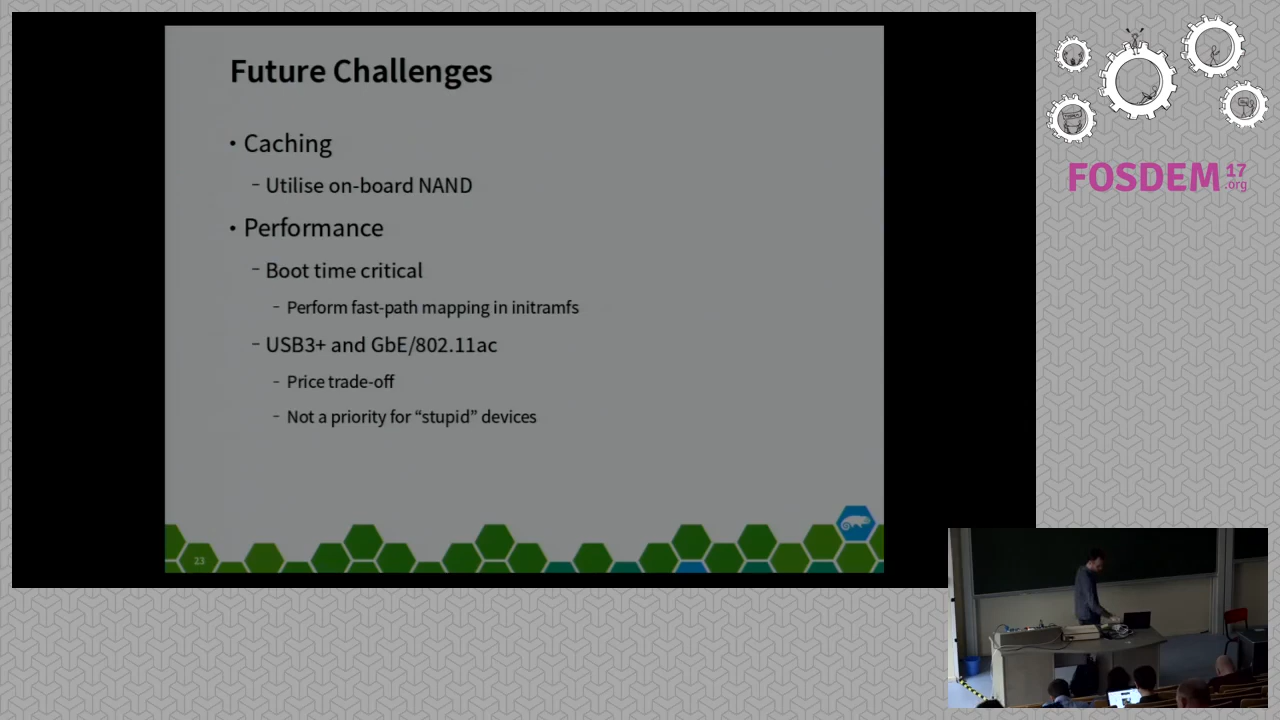 Future Challenges
• Caching
– Utilise on-board NAND
• Performance
– Boot time critical
– Perform fast-path mapping in initramfs
– USB3+ and GbE/802.11ac
– Price trade-off
– Not a priority for “stupid” devices
23
FOSDEM 17
.org